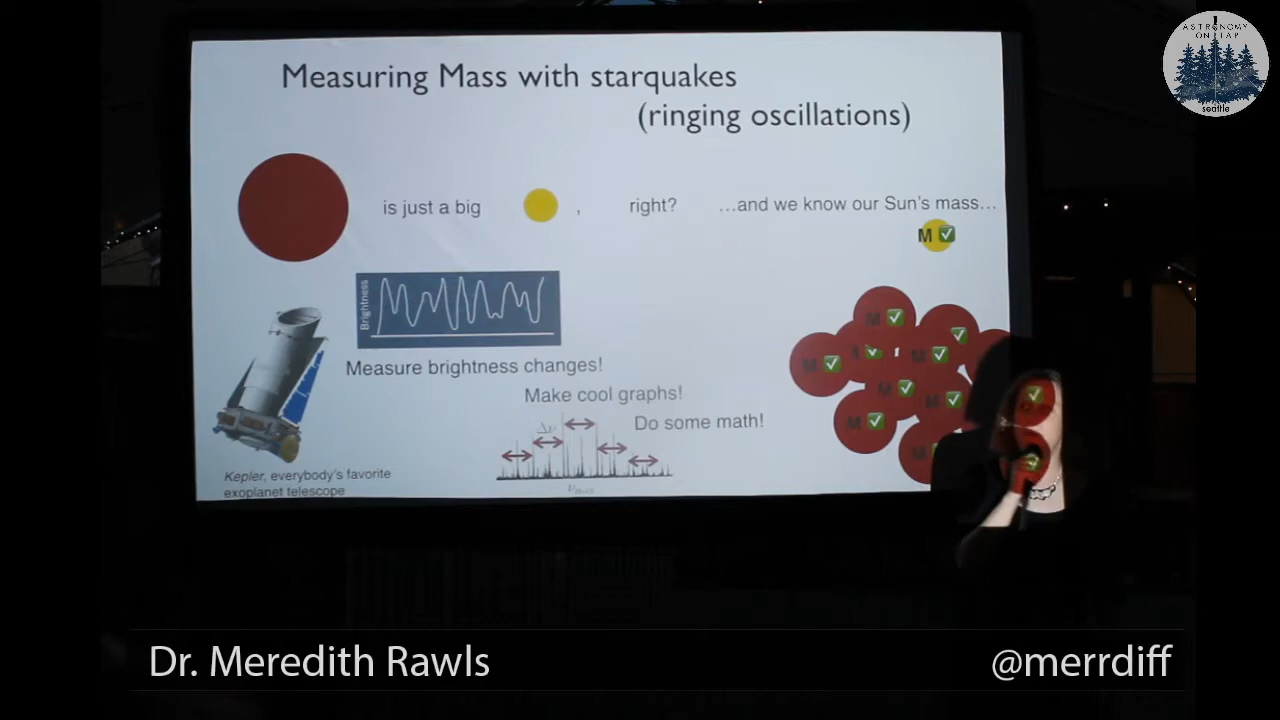 ASTRONOMY
ON TAP
seattle
Measuring Mass with starquakes
(ringing oscillations)
is just a big , right? …and we know our Sun's mass…
M
Brightness
M
M
M
M
M
M
M
Measure brightness changes!
Make cool graphs!
Δν
Do some math!
Kepler, everybody's favorite
exoplanet telescope
νmax
Dr. Meredith Rawls
@merrdiff